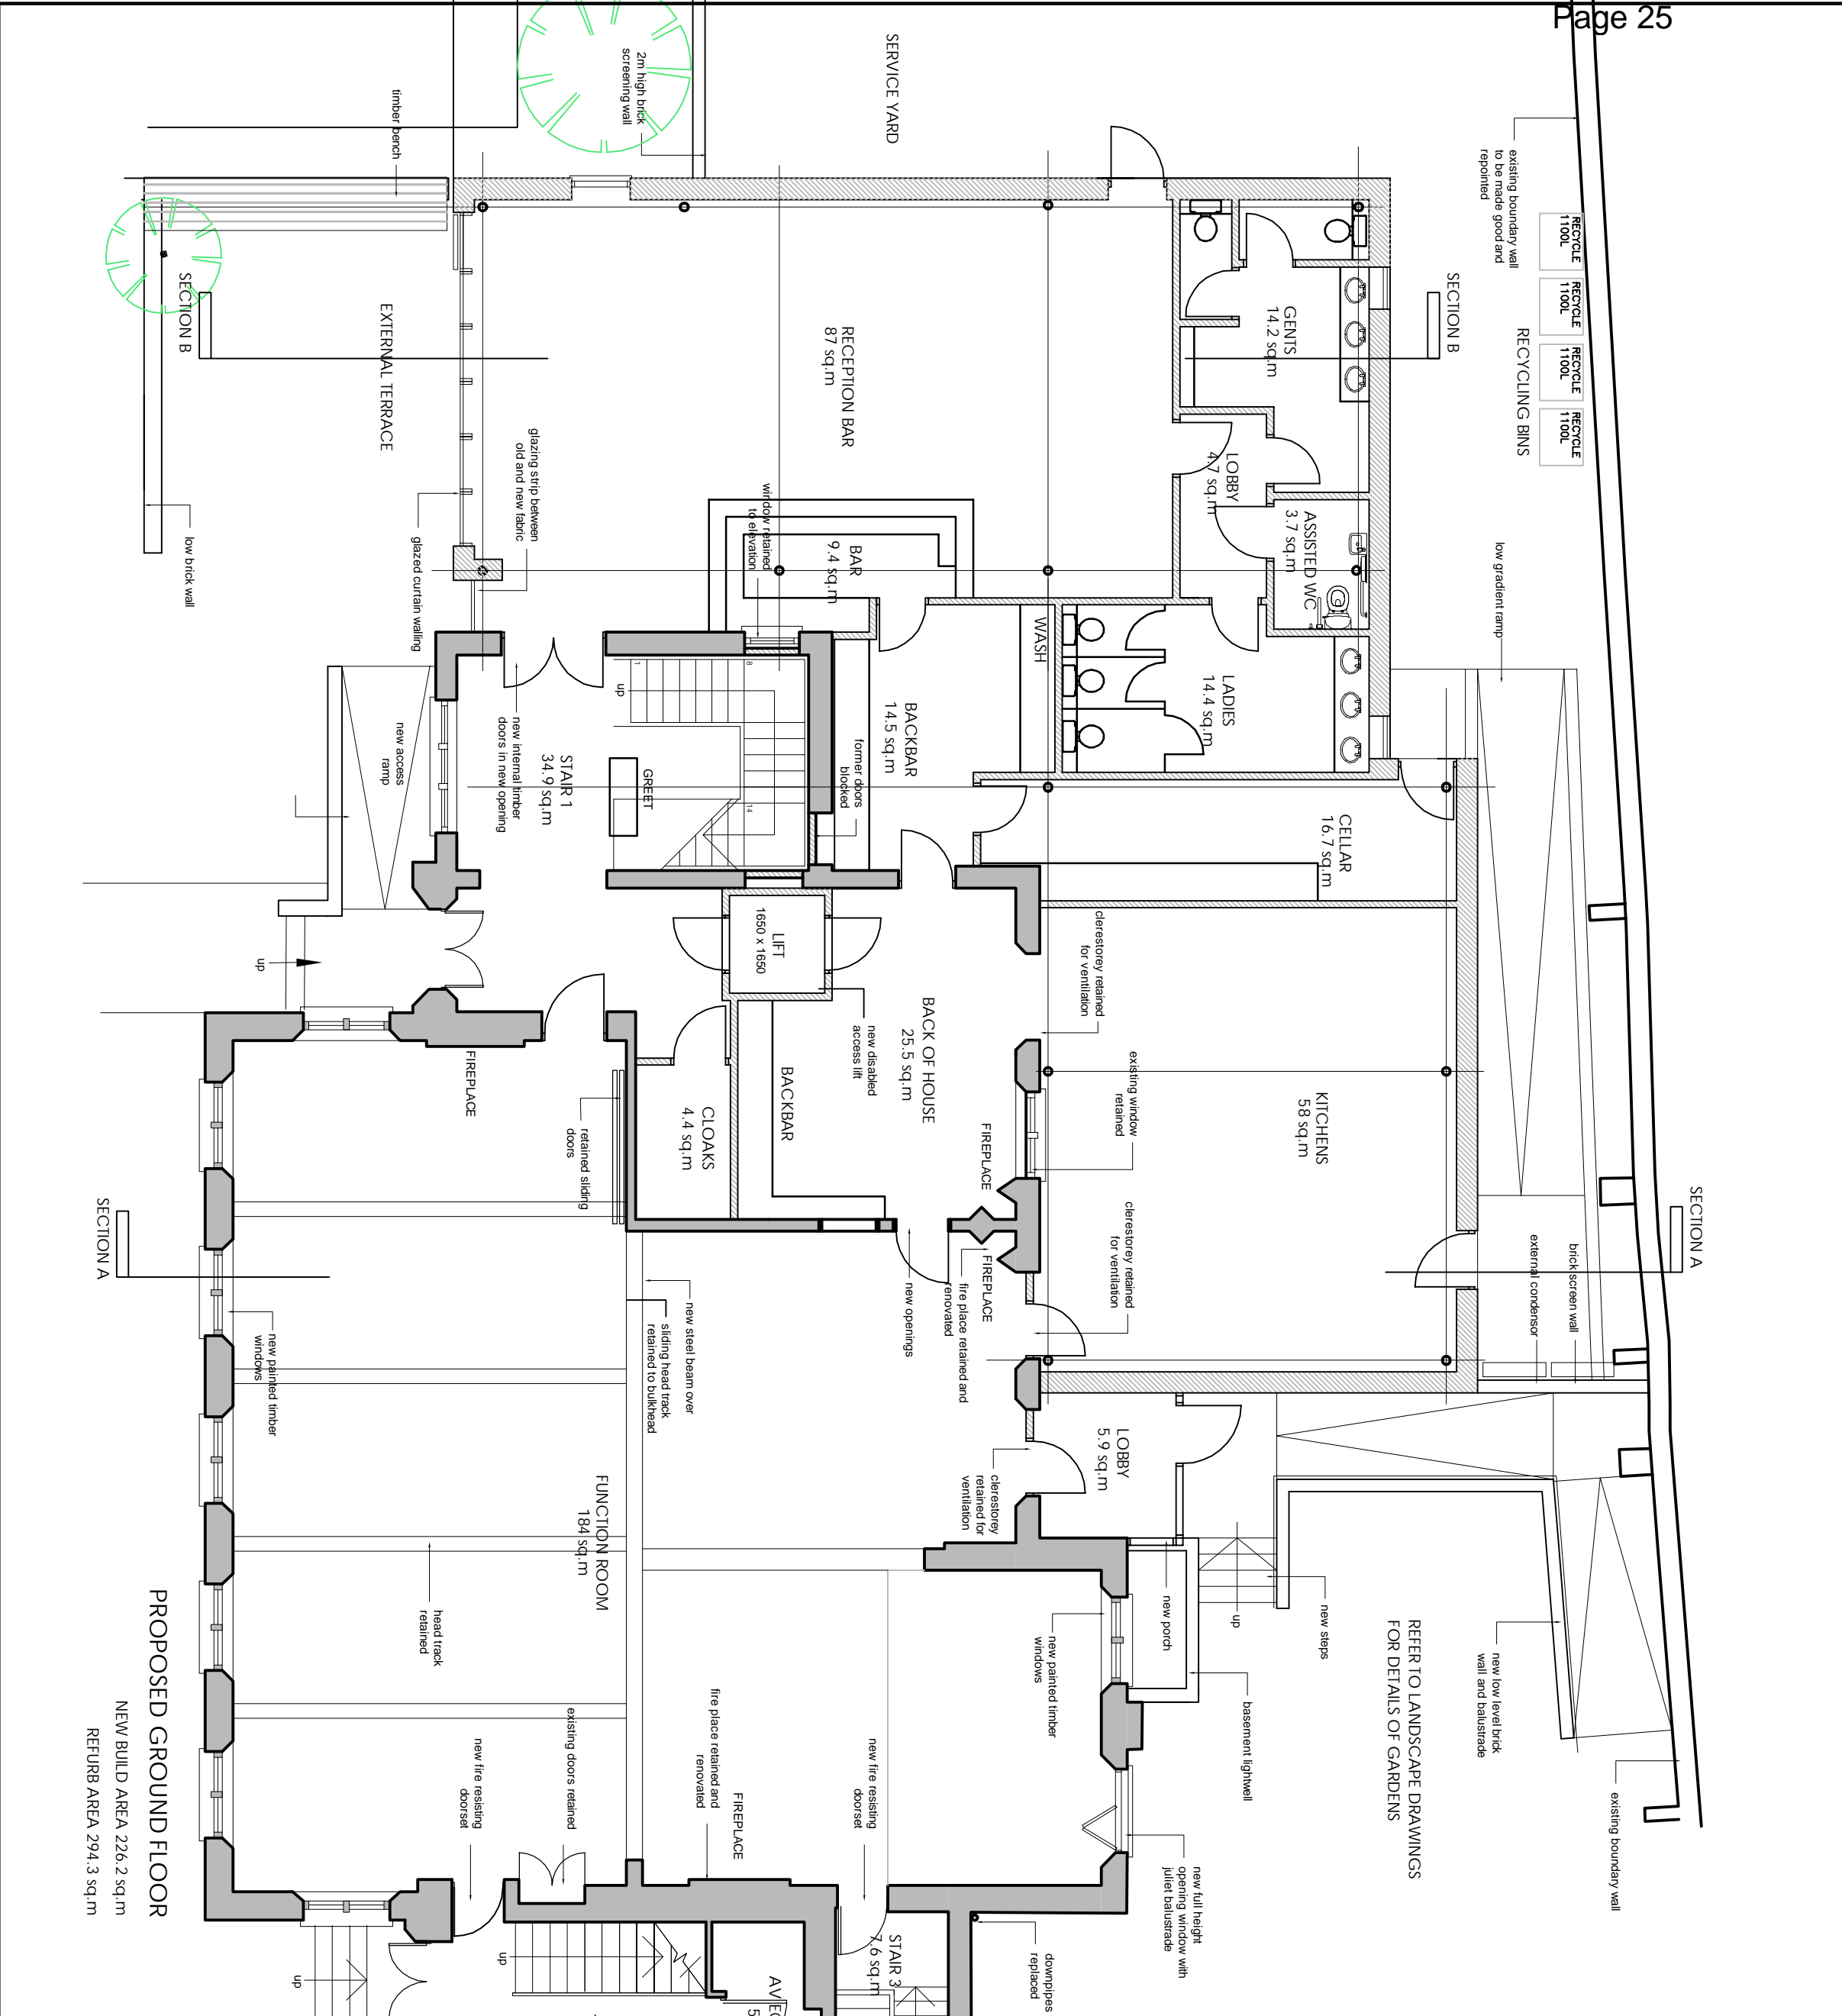 Page 25
SERVICE YARD
2m high brick
screening wall
timber bench
existing boundary wall
to be made good and
repointed
RECYCLE
1100L
RECYCLE
1100L
RECYCLE
1100L
RECYCLE
1100L
RECYCLING BINS
SECTION B
SECTION B
EXTERNAL TERRACE
RECEPTION BAR
87 sq.m
GENTS
14.2 sq.m
LOBBY
4.7 sq.m
ASSISTED WC
3.7 sq.m
low gradient ramp
glazing strip between
old and new fabric
glazed curtain walling
low brick wall
window retained
to elevation
BAR
9.4 sq.m
WASH
LADIES
14.4 sq.m
BACKBAR
14.5 sq.m
former doors
blocked
CELLAR
16.7 sq.m
up
1
8
14
GREET
STAIR 1
34.9 sq.m
new internal timber
doors in new opening
new access
ramp
up
LIFT
1650 x 1650
new disabled
access lift
BACK OF HOUSE
25.5 sq.m
clerestorey retained
for ventilation
existing window
retained
KITCHENS
58 sq.m
FIREPLACE
BACKBAR
CLOAKS
4.4 sq.m
retained sliding
doors
FIREPLACE
FIREPLACE
clerestorey retained
for ventilation
SECTION A
SECTION A
brick screen wall
external condensor
fire place retained and
renovated
new openings
new steel beam over
sliding head track
retained to bulkhead
new painted timber
windows
LOBBY
5.9 sq.m
clerestorey
retained for
ventilation
FUNCTION ROOM
184 sq.m
head track
retained
new porch
up
new steps
new painted timber
windows
basement lightwell
REFER TO LANDSCAPE DRAWINGS
FOR DETAILS OF GARDENS
new low level brick
wall and balustrade
existing boundary wall
new full height
opening window with
juliet balustrade
new fire resisting
doorset
FIREPLACE
fire place retained and
renovated
existing doors retained
new fire resisting
doorset
downpipes
replaced
STAIR 3
7.6 sq.m
up
up
PROPOSED GROUND FLOOR
NEW BUILD AREA 226.2 sq.m
REFURB AREA 294.3 sq.m